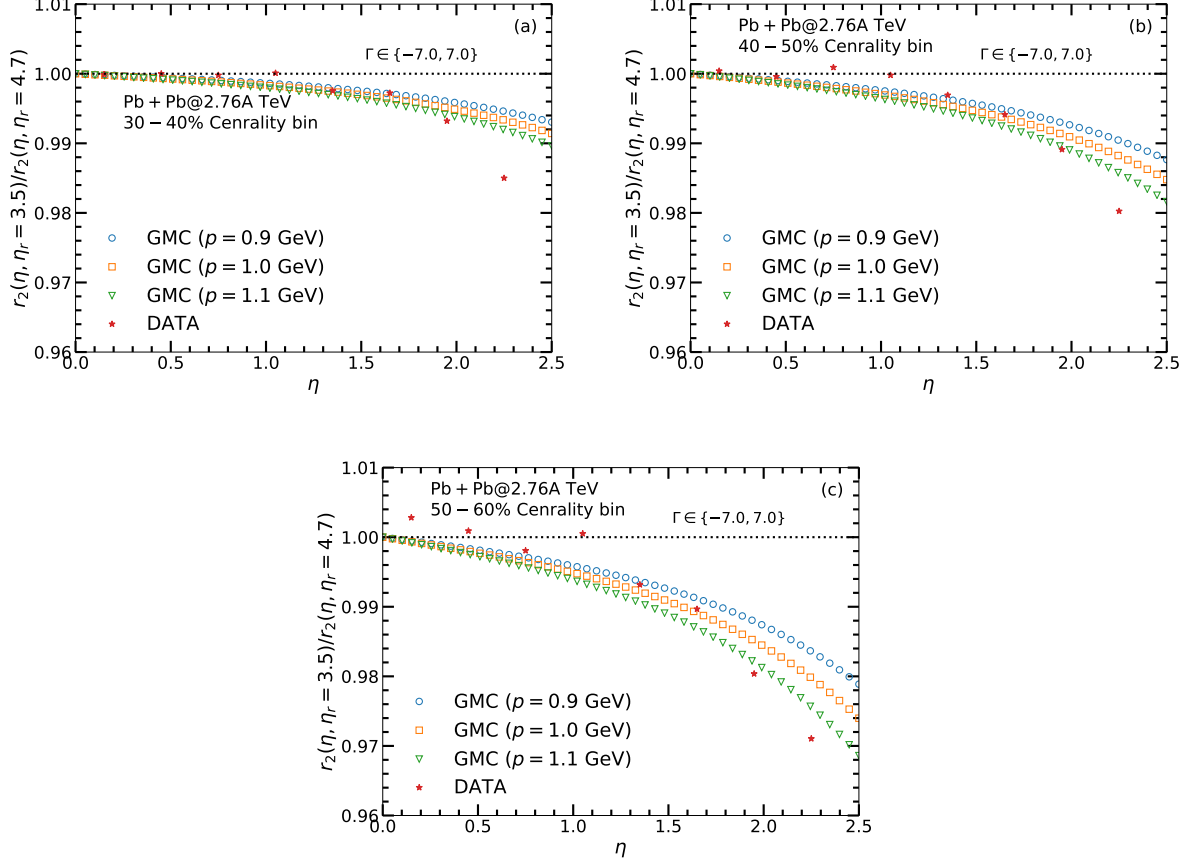 (a)
Γ ∈ {−7.0, 7.0}
Pb + Pb@2.76A TeV
30 − 40% Cenrality bin
GMC (p = 0.9 GeV)
GMC (p = 1.0 GeV)
GMC (p = 1.1 GeV)
DATA
r₂(η, ηᵣ = 3.5)/r₂(η, ηᵣ = 4.7)
1.01
1.00
0.99
0.98
0.97
0.96
0.0 0.5 1.0 1.5 2.0 2.5
η
(b)
Pb + Pb@2.76A TeV
40 − 50% Cenrality bin
Γ ∈ {−7.0, 7.0}
GMC (p = 0.9 GeV)
GMC (p = 1.0 GeV)
GMC (p = 1.1 GeV)
DATA
r₂(η, ηᵣ = 3.5)/r₂(η, ηᵣ = 4.7)
1.01
1.00
0.99
0.98
0.97
0.96
0.0 0.5 1.0 1.5 2.0 2.5
η
(c)
Pb + Pb@2.76A TeV
50 − 60% Cenrality bin
Γ ∈ {−7.0, 7.0}
GMC (p = 0.9 GeV)
GMC (p = 1.0 GeV)
GMC (p = 1.1 GeV)
DATA
r₂(η, ηᵣ = 3.5)/r₂(η, ηᵣ = 4.7)
1.01
1.00
0.99
0.98
0.97
0.96
0.0 0.5 1.0 1.5 2.0 2.5
η